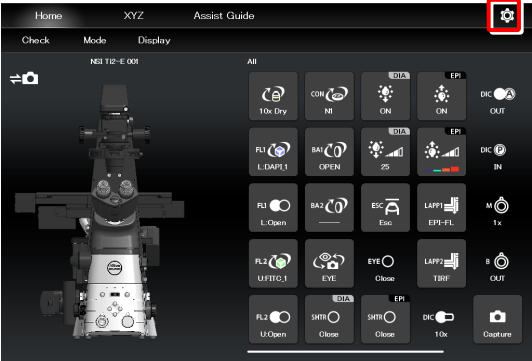 Home XYZ Assist Guide
Check Mode Display
NSI Ti2-E 001 All
10x Dry
CON N1
DIA ON
EPI ON
DIC A OUT
FL1 L:DAPI_1
BA1 OPEN
DIA 25
EPI
DIC P IN
FL1 L:Open
BA2 ——
ESC Esc
LAPP1 EPI-FL
M 1x
FL2 U:FITC_1
EYE
EYE Close
LAPP2 TIRF
B OUT
FL2 U:Open
DIA SHTR Close
EPI SHTR Close
DIC 10x
Capture